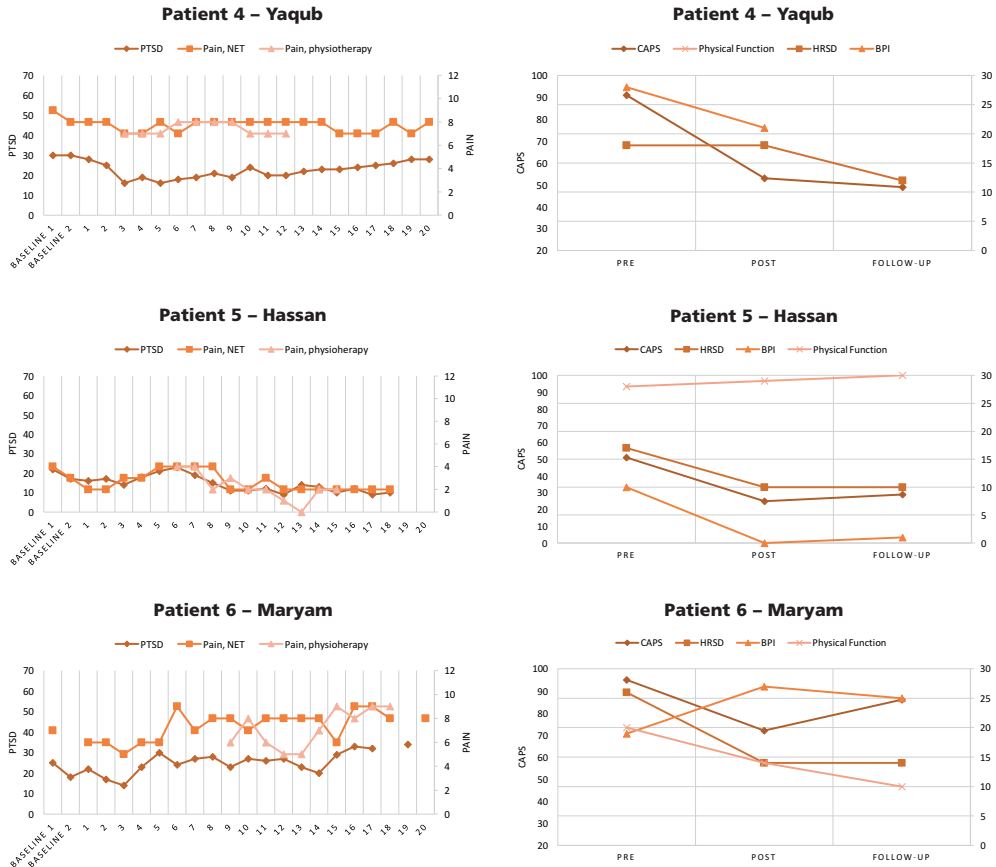 Patient 4 – Yaqub
PTSD Pain, NET Pain, physiotherapy
70 60 50 40 30 20 10 0
PTSD
12 10 8 6 4 2 0
PAIN
BASELINE 1 BASELINE 2 1 2 3 4 5 6 7 8 9 10 11 12 13 14 15 16 17 18 19 20
Patient 4 – Yaqub
CAPS Physical Function HRSD BPI
100 90 80 70 60 50 40 30 20
CAPS
30 25 20 15 10 5 0
PRE POST FOLLOW-UP
Patient 5 – Hassan
PTSD Pain, NET Pain, physioherapy
70 60 50 40 30 20 10 0
PTSD
12 10 8 6 4 2 0
PAIN
BASELINE 1 BASELINE 2 1 2 3 4 5 6 7 8 9 10 11 12 13 14 15 16 17 18 19 20
Patient 5 – Hassan
CAPS HRSD BPI Physical Function
100 90 80 70 60 50 40 30 20 10 0
CAPS
30 25 20 15 10 5 0
PRE POST FOLLOW-UP
Patient 6 – Maryam
PTSD Pain, NET Pain, physiotherapy
70 60 50 40 30 20 10 0
PTSD
12 10 8 6 4 2 0
PAIN
BASELINE 1 BASELINE 2 1 2 3 4 5 6 7 8 9 10 11 12 13 14 15 16 17 18 19 20
Patient 6 – Maryam
CAPS HRSD BPI Physical Function
100 90 80 70 60 50 40 30 20
CAPS
30 25 20 15 10 5 0
PRE POST FOLLOW-UP